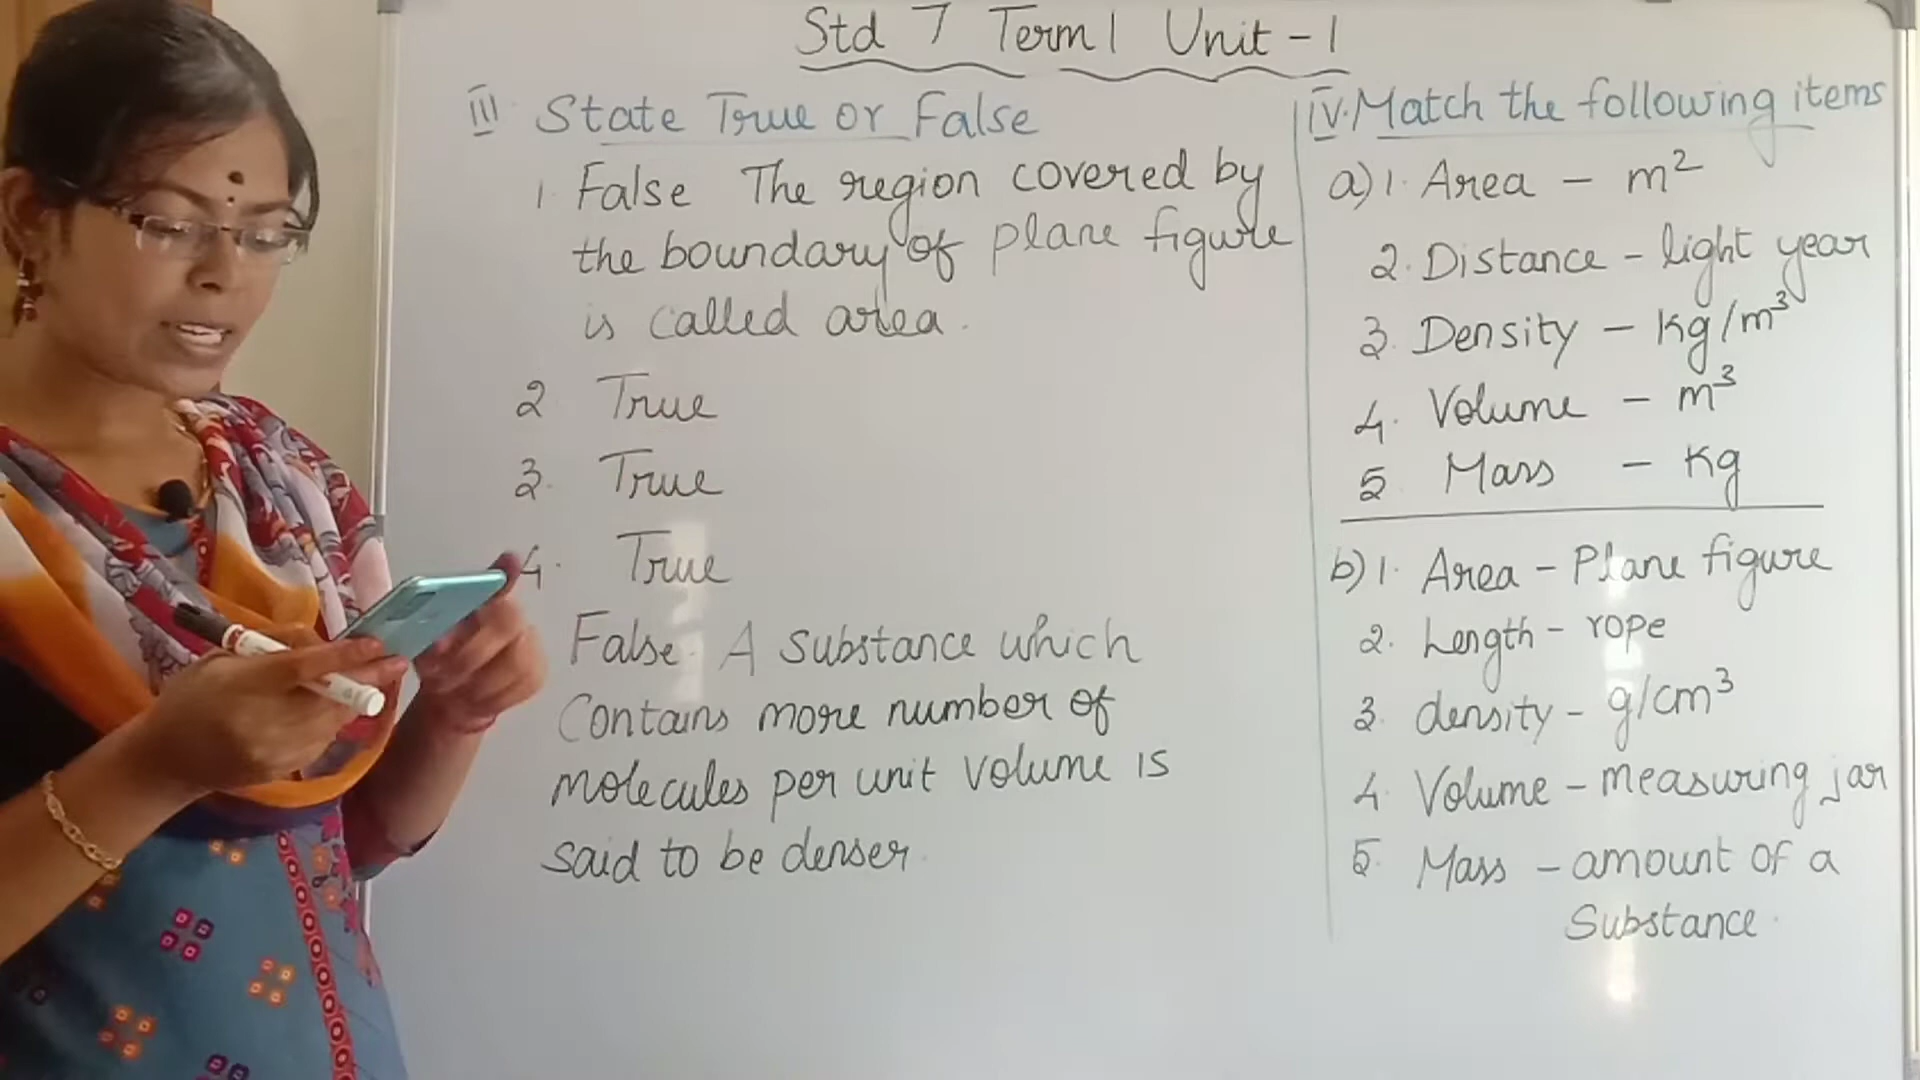 Std 7 Term 1 Unit - 1
III State True or False
1. False The region covered by
the boundary of plane figure
is called area.
2 True
3. True
4. True
False. A substance which
Contains more number of
molecules per unit volume is
said to be denser.
IV. Match the following items
a) 1. Area - m²
2. Distance - light year
3. Density - Kg/m³
4. Volume - m³
5 Mass - Kg
b) 1. Area - Plane figure
2. Length - rope
3. density - g/cm³
4. Volume - measuring jar
5. Mass - amount of a
Substance.